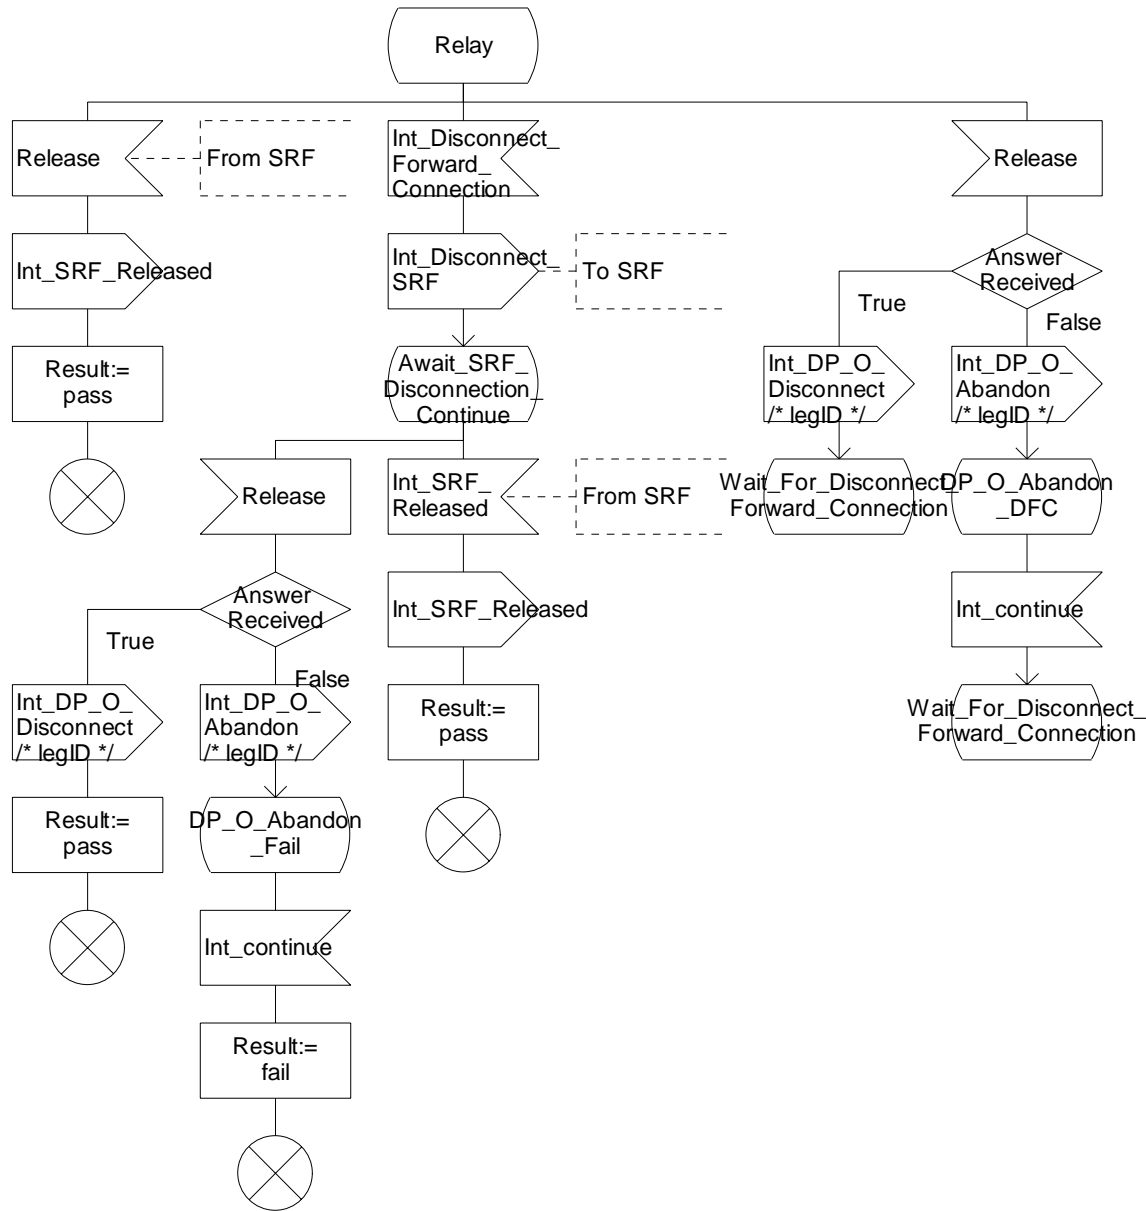 Relay
Release
From SRF
Int_Disconnect_
Forward_
Connection
Release
Int_SRF_Released
Int_Disconnect_
SRF
To SRF
Answer
Received
True
False
Result:=
pass
Await_SRF_
Disconnection_
Continue
Int_DP_O_
Disconnect
/* legID */
Int_DP_O_
Abandon
/* legID */
Release
Int_SRF_
Released
From SRF
Wait_For_Disconnect_
Forward_Connection
DP_O_Abandon
_DFC
Answer
Received
True
False
Int_SRF_Released
Int_continue
Int_DP_O_
Disconnect
/* legID */
Int_DP_O_
Abandon
/* legID */
Result:=
pass
Wait_For_Disconnect_
Forward_Connection
Result:=
pass
DP_O_Abandon
_Fail
Int_continue
Result:=
fail